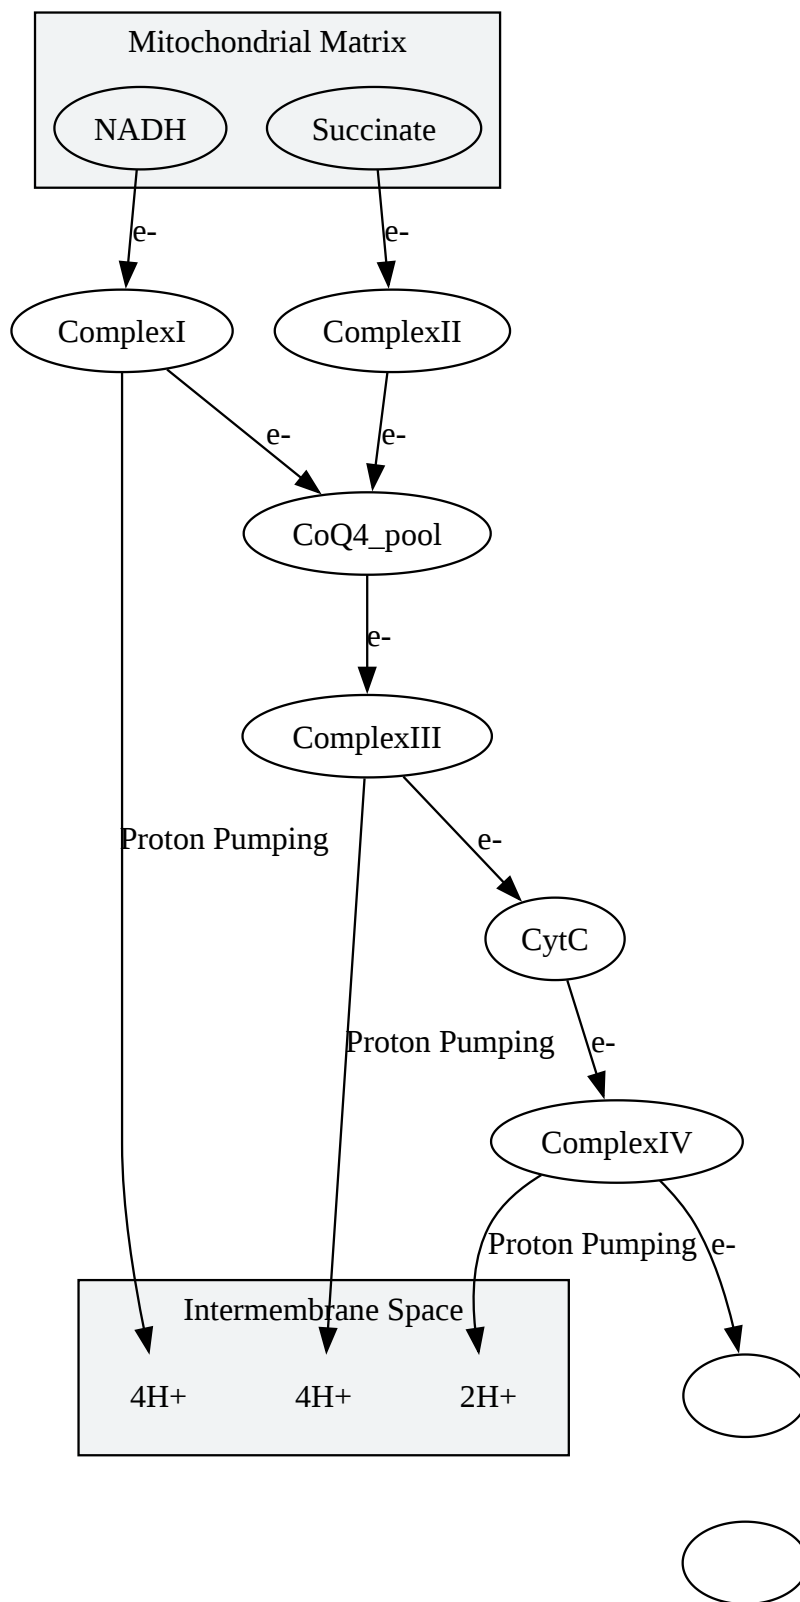 Mitochondrial Matrix
NADH
Succinate
e-
e-
ComplexI
ComplexII
e-
e-
CoQ4_pool
e-
ComplexIII
Proton Pumping
e-
CytC
Proton Pumping
e-
ComplexIV
Proton Pumping
e-
Intermembrane Space
4H+
4H+
2H+